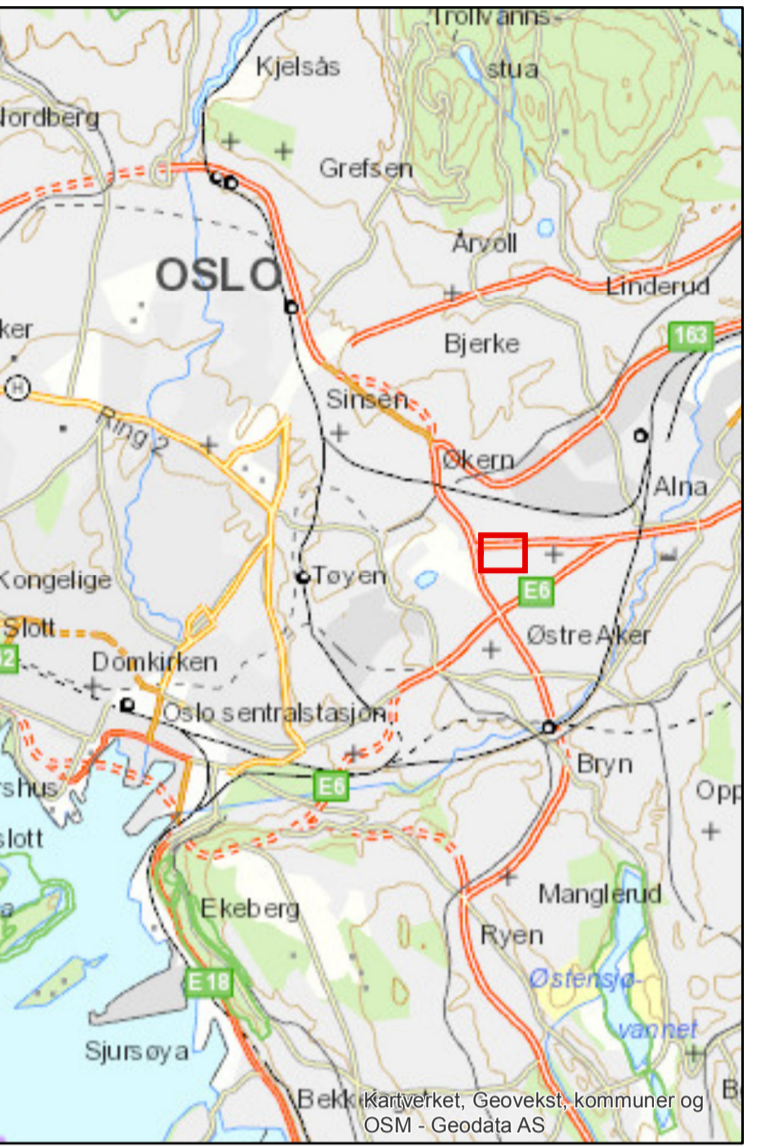 Trollvanns-
stua
Kjelsås
Nordberg
Grefsen
Årvoll
OSLO
Linderud
163
ker
Bjerke
H
Sinsen
Ring 2
Økern
Alna
Tøyen
Kongelige
Slott
E6
Østre Aker
Domkirken
Oslo sentralstasjon
Bryn
rshus
slott
E6
Opp
Manglerud
Ekeberg
Ryen
Østensjø-
vannet
E 18
Sjursøya
Bekk
B
Kartverket, Geovekst, kommuner og
OSM - Geodata AS